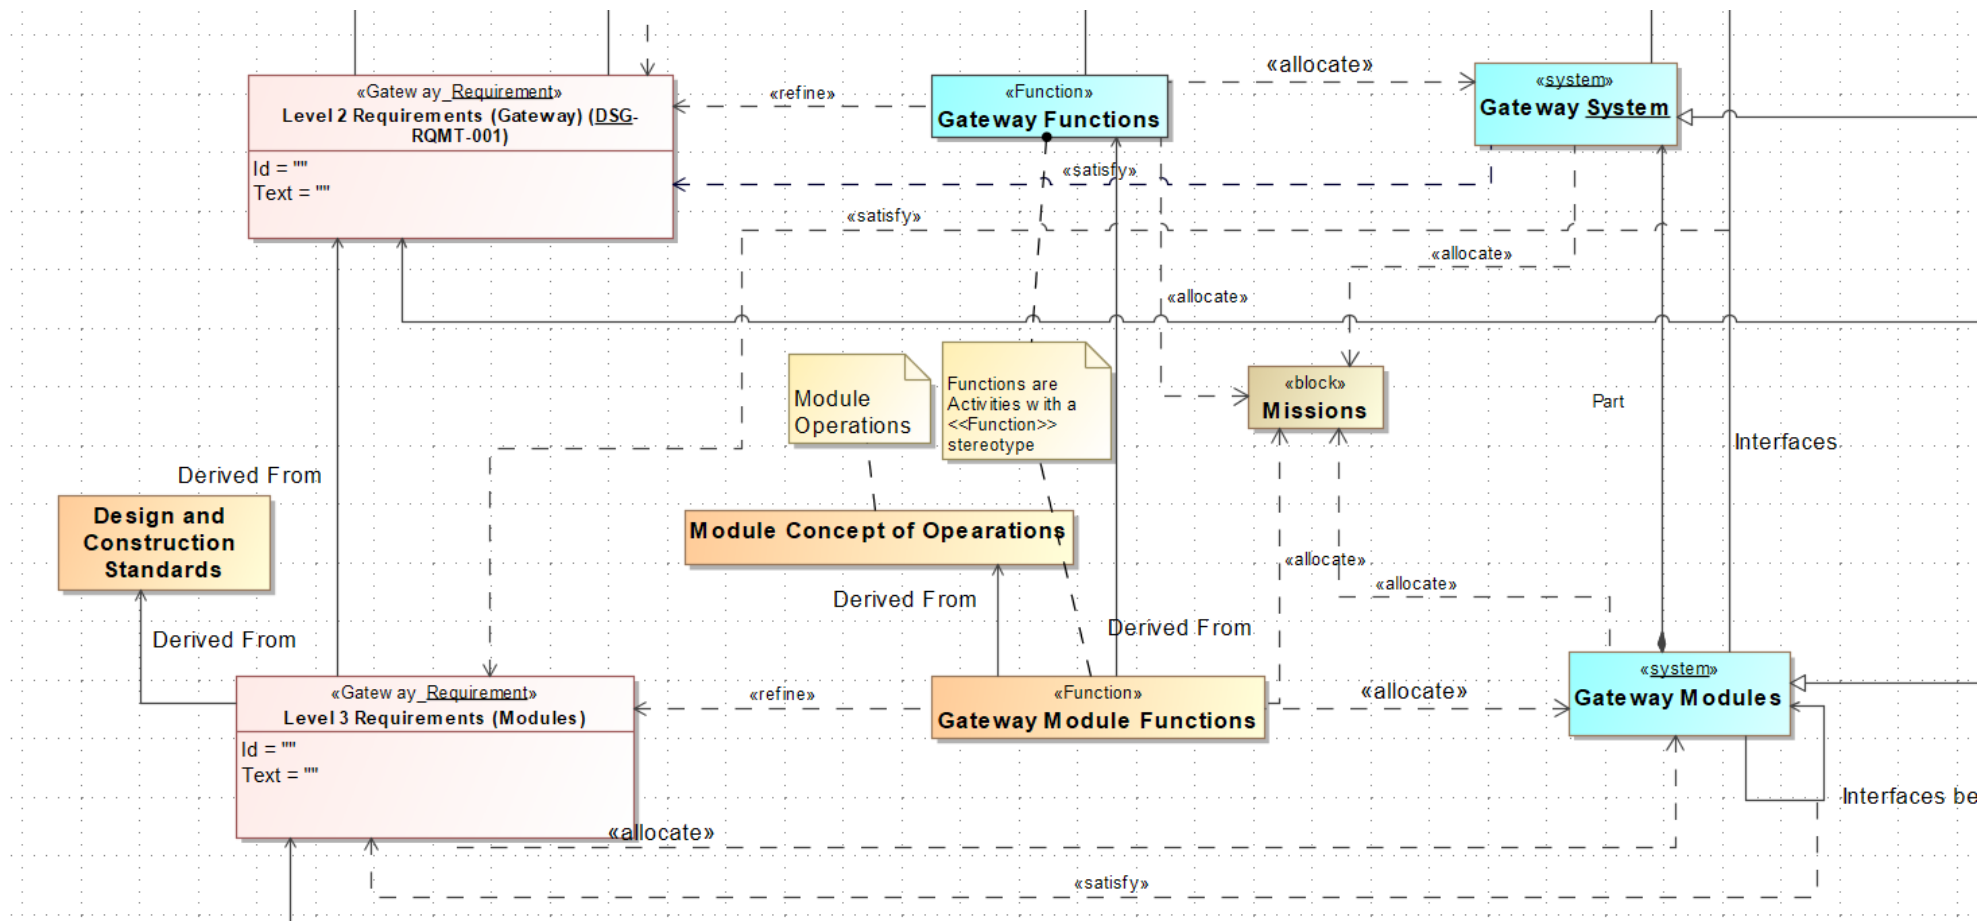 «Gateway_Requirement»
Level 2 Requirements (Gateway) (DSG-
RQMT-001)
Id = ""
Text = ""
«refine»
«Function»
Gateway Functions
«allocate»
«system»
Gateway System
«satisfy»
«satisfy»
«allocate»
«allocate»
Module
Operations
Functions are
Activities with a
<<Function>>
stereotype
«block»
Missions
Part
Interfaces
Derived From
Design and
Construction
Standards
Module Concept of Opearations
«allocate»
«allocate»
Derived From
Derived From
Derived From
«Gateway_Requirement»
Level 3 Requirements (Modules)
Id = ""
Text = ""
«refine»
«Function»
Gateway Module Functions
«allocate»
«system»
Gateway Modules
Interfaces be
«allocate»
«satisfy»